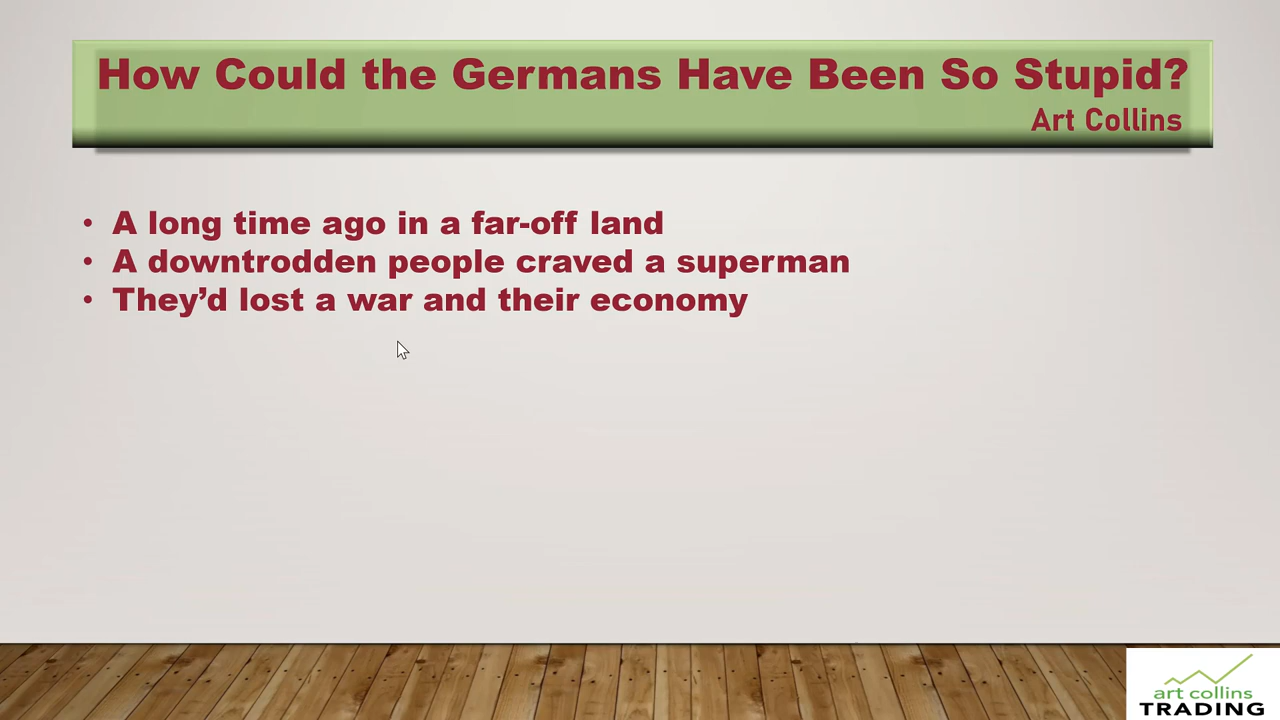 How Could the Germans Have Been So Stupid?
Art Collins
• A long time ago in a far-off land
• A downtrodden people craved a superman
• They’d lost a war and their economy
art collins
TRADING